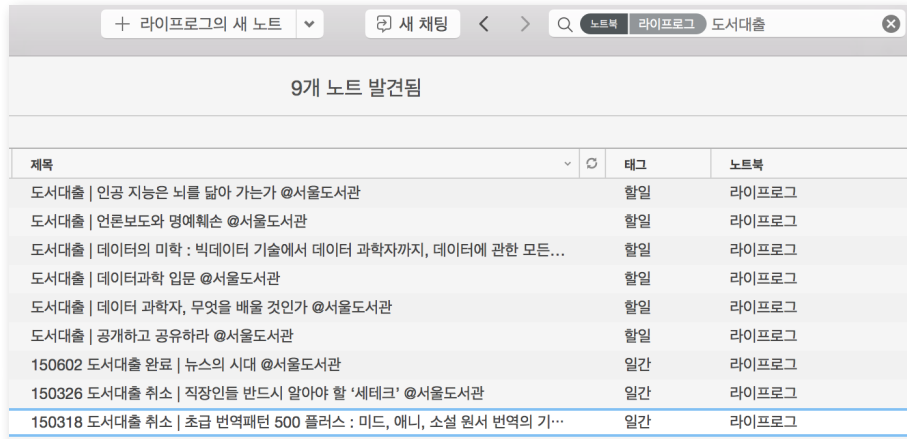 + 라이프로그의 새 노트 새 채팅 노트북 라이프로그 도서대출
9개 노트 발견됨
제목 태그 노트북
도서대출 | 인공 지능은 뇌를 닮아 가는가 @서울도서관 할일 라이프로그
도서대출 | 언론보도와 명예훼손 @서울도서관 할일 라이프로그
도서대출 | 데이터의 미학 : 빅데이터 기술에서 데이터 과학자까지, 데이터에 관한 모든... 할일 라이프로그
도서대출 | 데이터과학 입문 @서울도서관 할일 라이프로그
도서대출 | 데이터 과학자, 무엇을 배울 것인가 @서울도서관 할일 라이프로그
도서대출 | 공개하고 공유하라 @서울도서관 할일 라이프로그
150602 도서대출 완료 | 뉴스의 시대 @서울도서관 일간 라이프로그
150326 도서대출 취소 | 직장인들 반드시 알아야 할 ‘세테크’ @서울도서관 일간 라이프로그
150318 도서대출 취소 | 초급 번역패턴 500 플러스 : 미드, 애니, 소설 원서 번역의 기… 일간 라이프로그